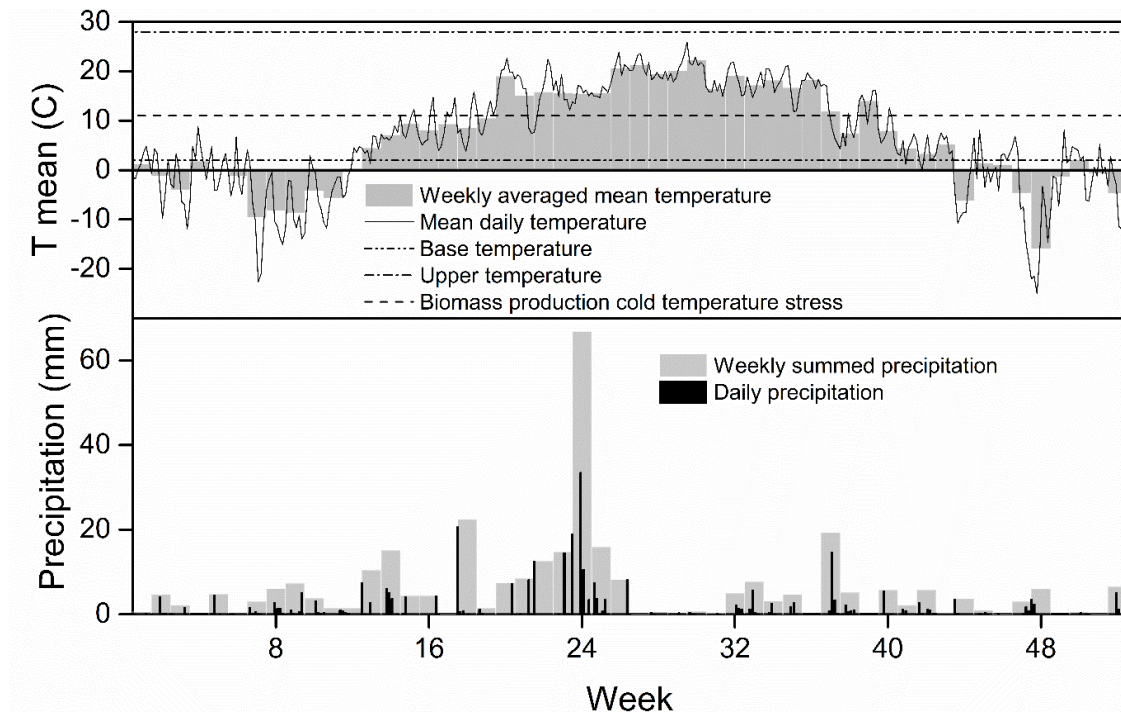 30
20
10
0
-10
-20
T mean (C)
Weekly averaged mean temperature
Mean daily temperature
Base temperature
Upper temperature
Biomass production cold temperature stress
60
40
20
0
Precipitation (mm)
Weekly summed precipitation
Daily precipitation
8 16 24 32 40 48
Week